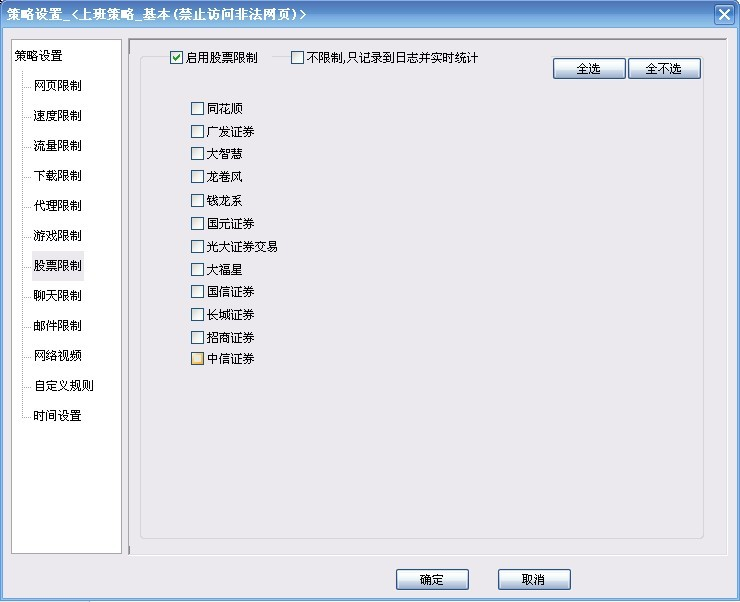 策略设置_<上班策略_基本(禁止访问非法网页)>
策略设置
网页限制
速度限制
流量限制
下载限制
代理限制
游戏限制
股票限制
聊天限制
邮件限制
网络视频
自定义规则
时间设置
启用股票限制
不限制,只记录到日志并实时统计
全选
全不选
同花顺
广发证券
大智慧
龙卷风
钱龙系
国元证券
光大证券交易
大福星
国信证券
长城证券
招商证券
中信证券
确定
取消